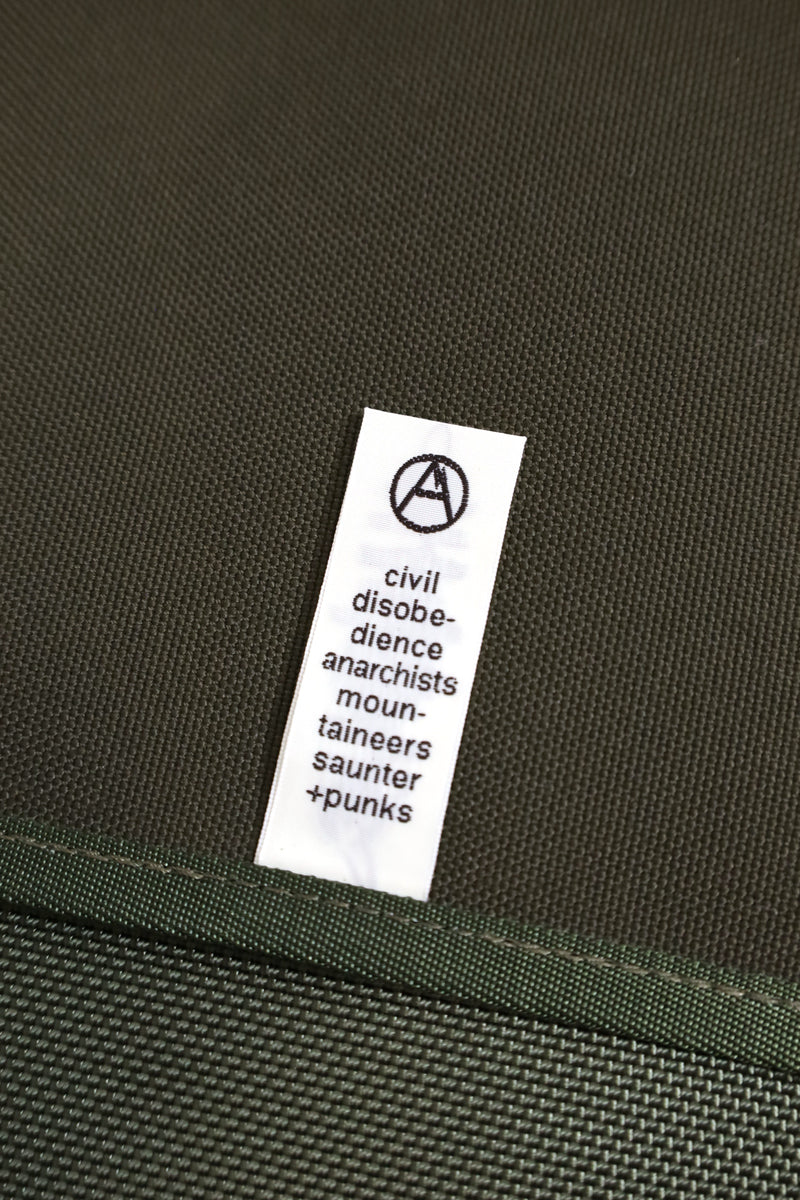 civil
disobe-
dience
anarchists
moun-
taineers
saunter
+punks